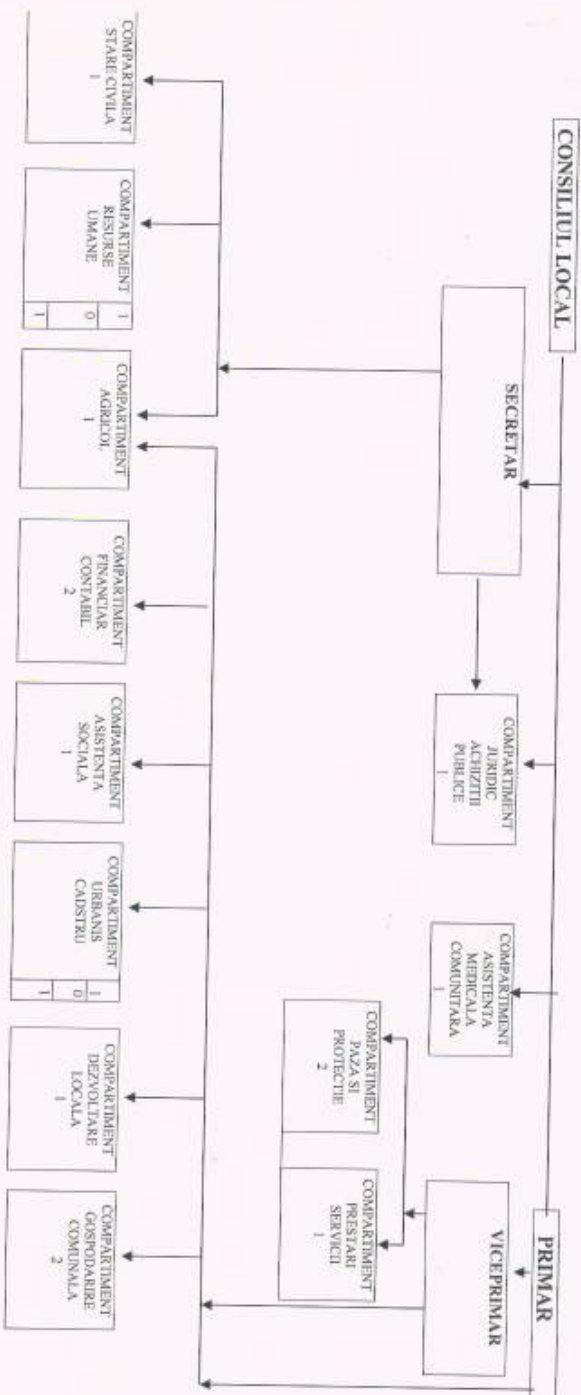 CONSILIUL LOCAL
PRIMAR
SECRETAR
COMPARTIMENT
JURIDIC
ACHIZITII
PUBLICE
1
COMPARTIMENT
ASISTENTA
MEDICALA
COMUNITARA
1
VICEPRIMAR
COMPARTIMENT
PAZA SI
PROTECTIE
2
COMPARTIMENT
PRESTARI
SERVICII
1
COMPARTIMENT
STARE CIVILA
1
COMPARTIMENT
RESURSE
UMANE
1
0
1
COMPARTIMENT
AGRICOL
1
COMPARTIMENT
FINANCIAR
CONTABIL
2
COMPARTIMENT
ASISTENTA
SOCIALA
1
COMPARTIMENT
URBANIS
CADSTRU
1
0
1
COMPARTIMENT
DEZVOLTARE
LOCALA
1
COMPARTIMENT
GOSPODARIRE
COMUNALA
2